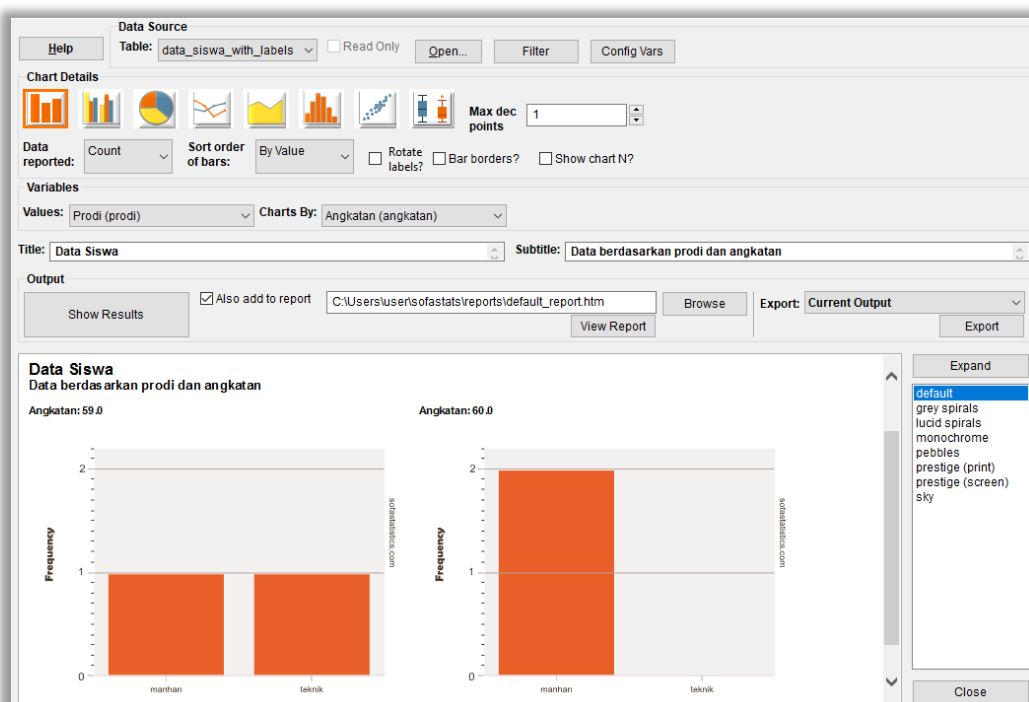 Data Source
Help
Table: data_siswa_with_labels Read Only Open... Filter Config Vars
Chart Details
Max dec points 1
Data reported: Count Sort order of bars: By Value Rotate labels? Bar borders? Show chart N?
Variables
Values: Prodi (prodi) Charts By: Angkatan (angkatan)
Title: Data Siswa Subtitle: Data berdasarkan prodi dan angkatan
Output
Show Results Also add to report C:\Users\user\sofastats\reports\default_report.htm Browse Export: Current Output
View Report Export
Data Siswa
Data berdasarkan prodi dan angkatan
Angkatan: 59.0
2
1
0
Frequency
manhan teknik
sofastatistics.com
Angkatan: 60.0
2
1
0
Frequency
manhan teknik
sofastatistics.com
Expand
default
grey spirals
lucid spirals
monochrome
pebbles
prestige (print)
prestige (screen)
sky
Close